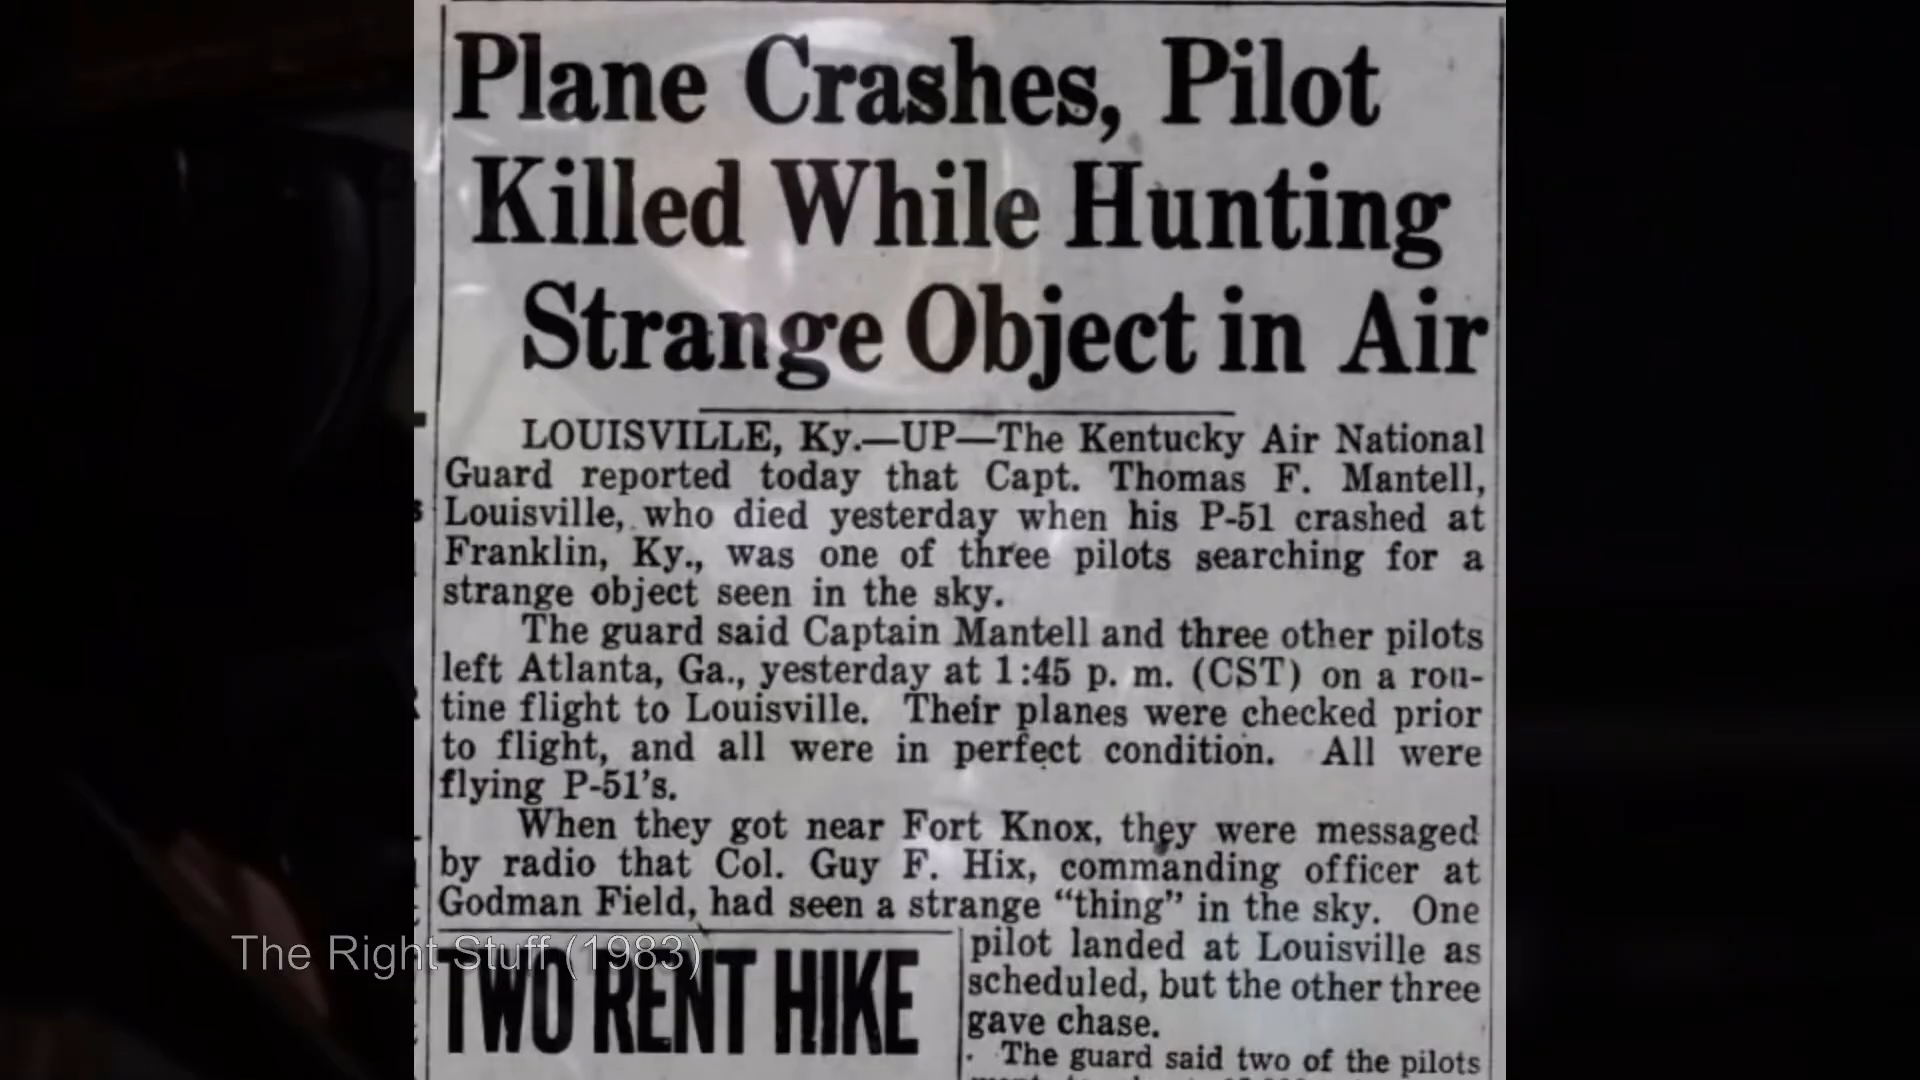 Plane Crashes, Pilot
Killed While Hunting
Strange Object in Air
LOUISVILLE, Ky.—UP—The Kentucky Air National
Guard reported today that Capt. Thomas F. Mantell,
Louisville, who died yesterday when his P-51 crashed at
Franklin, Ky., was one of three pilots searching for a
strange object seen in the sky.
The guard said Captain Mantell and three other pilots
left Atlanta, Ga., yesterday at 1:45 p. m. (CST) on a rou-
tine flight to Louisville. Their planes were checked prior
to flight, and all were in perfect condition. All were
flying P-51's.
When they got near Fort Knox, they were messaged
by radio that Col. Guy F. Hix, commanding officer at
Godman Field, had seen a strange "thing" in the sky. One
pilot landed at Louisville as
scheduled, but the other three
gave chase.
The guard said two of the pilots
TWO RENT HIKE
The Right Stuff (1983)